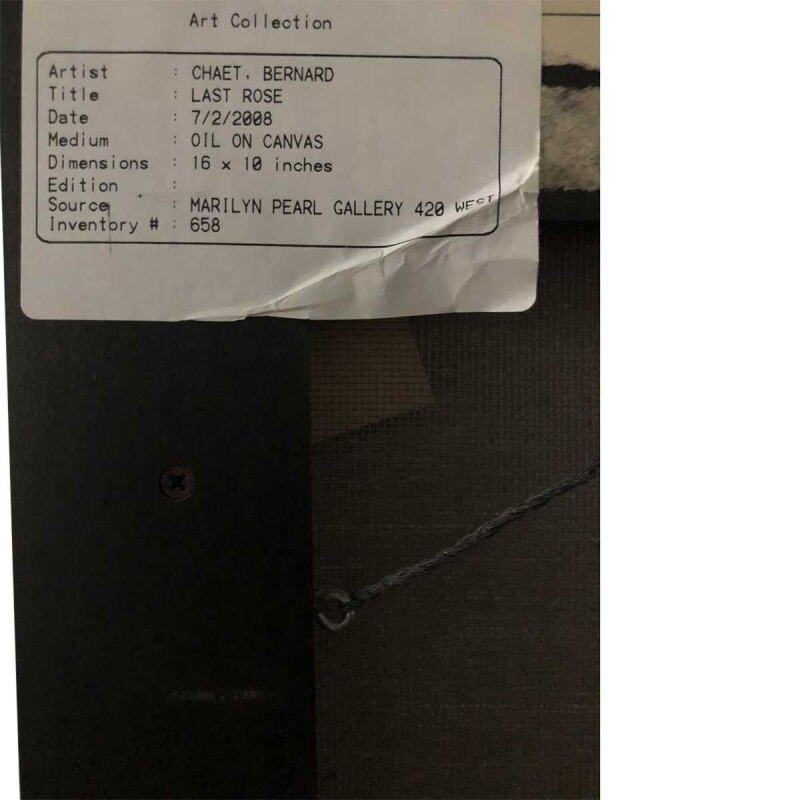 Art Collection
Artist : CHAET, BERNARD
Title : LAST ROSE
Date : 7/2/2008
Medium : OIL ON CANVAS
Dimensions : 16 x 10 inches
Edition :
Source : MARILYN PEARL GALLERY 420 WEST
Inventory # : 658